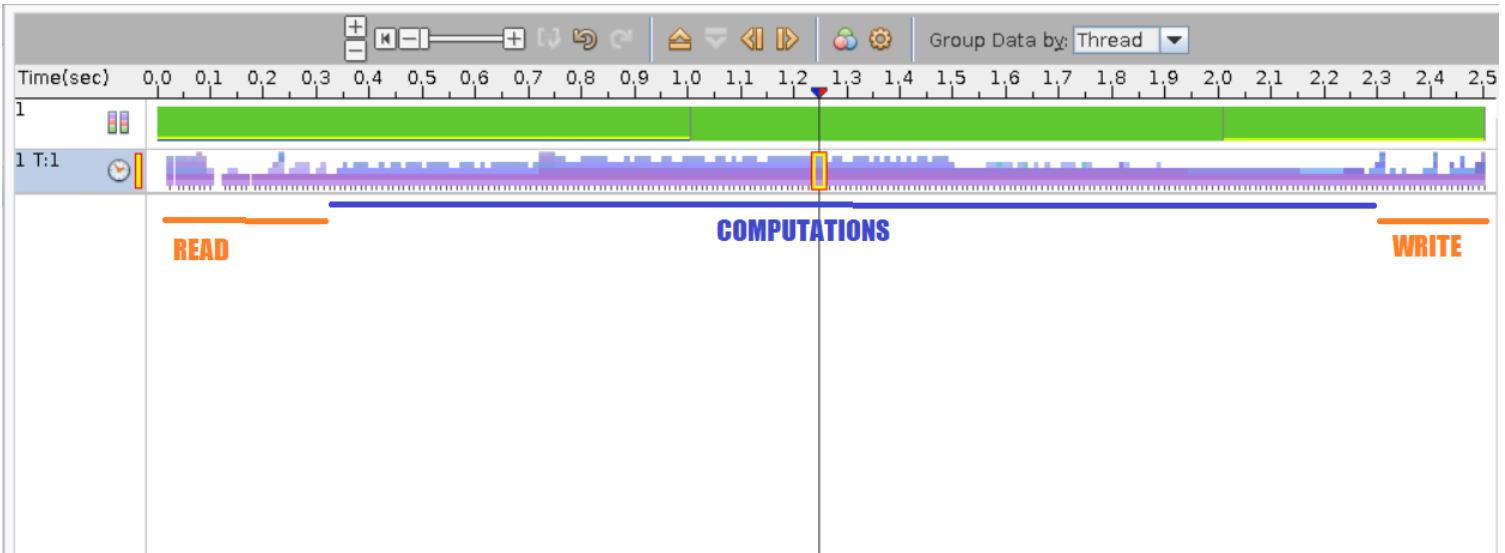 Group Data by: Thread
Time(sec) 0.0 0.1 0.2 0.3 0.4 0.5 0.6 0.7 0.8 0.9 1.0 1.1 1.2 1.3 1.4 1.5 1.6 1.7 1.8 1.9 2.0 2.1 2.2 2.3 2.4 2.5
1
1 T:1
COMPUTATIONS
READ
WRITE